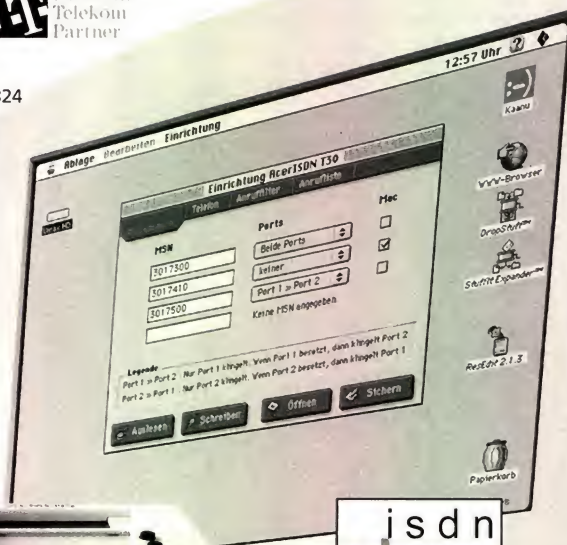 Telekom
Partner
24
12:57 Uhr
Ablage Bearbeiten Einrichtung
Kaanu
WWW-Browser
DropStuff™
StuffIt Expander™
ResEdit 2.1.3
Papierkorb
Einrichtung AcerISDN T30
Telefon Anruffilter Anrufliste
MSN Ports Mac
3017300 Beide Ports
3017410 keiner
3017500 Port 1 » Port 2
Keine MSN angegeben
Legende
Port 1 » Port 2 : Nur Port 1 klingelt. Wenn Port 1 besetzt, dann klingelt Port 2
Port 2 » Port 1 : Nur Port 2 klingelt. Wenn Port 2 besetzt, dann klingelt Port 1
Auslesen Schreiben Öffnen Sichern
isdn